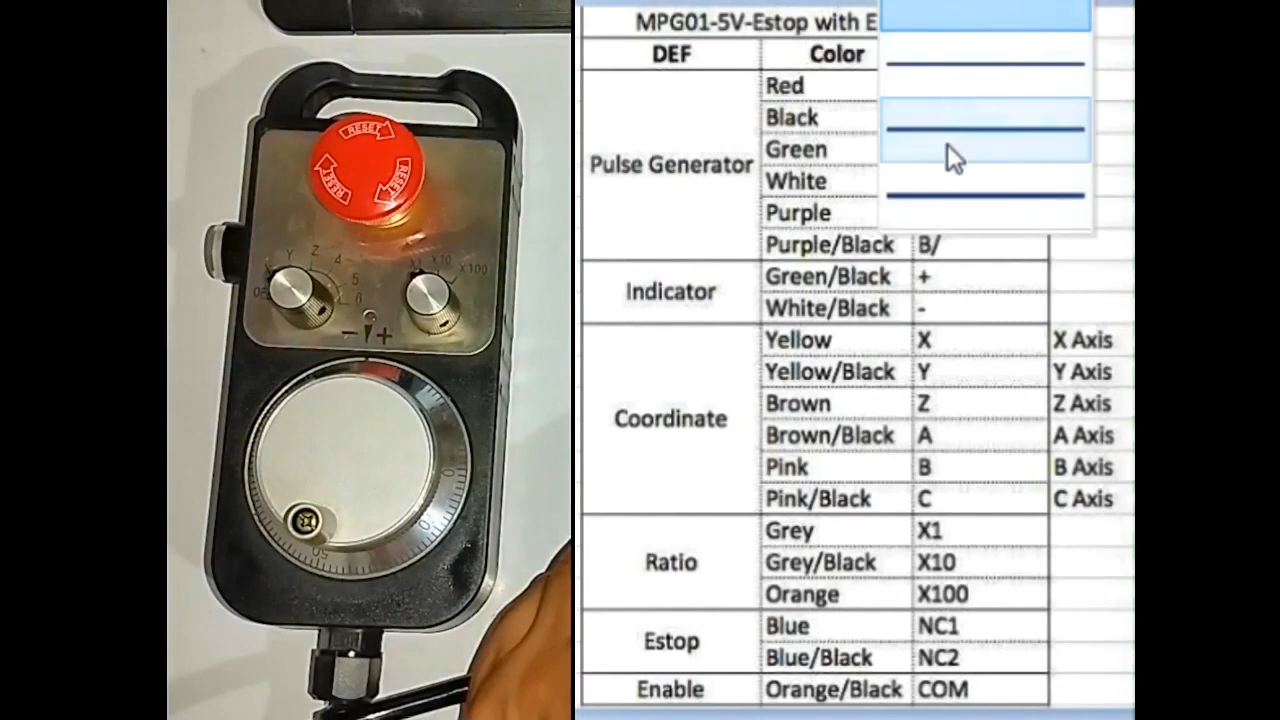 RESET
RESET
RESET
OFF X Y Z 4 5 6
X1 X10 X100
- +
0
50
MPG01-5V-Estop with E
DEF Color
Pulse Generator
Red
Black
Green
White
Purple
Purple/Black B/
Indicator
Green/Black +
White/Black -
Coordinate
Yellow X X Axis
Yellow/Black Y Y Axis
Brown Z Z Axis
Brown/Black A A Axis
Pink B B Axis
Pink/Black C C Axis
Ratio
Grey X1
Grey/Black X10
Orange X100
Estop
Blue NC1
Blue/Black NC2
Enable Orange/Black COM